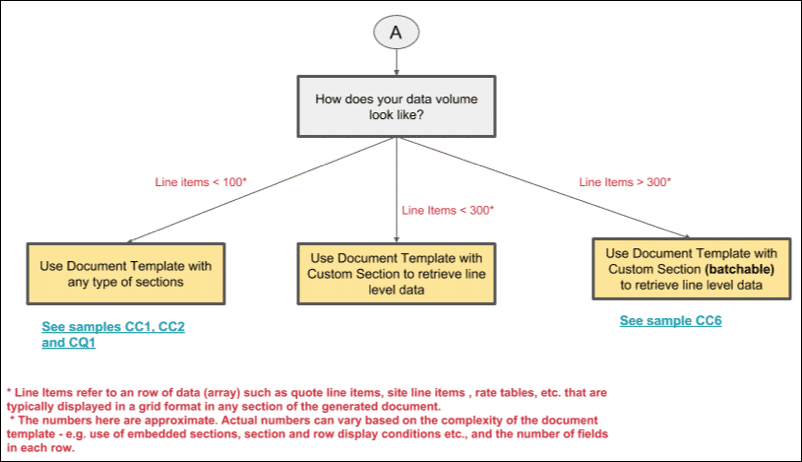 A
How does your data volume
look like?
Line items < 100*
Line Items < 300*
Line Items > 300*
Use Document Template with
any type of sections
Use Document Template with
Custom Section to retrieve line
level data
Use Document Template with
Custom Section (batchable)
to retrieve line level data
See samples CC1, CC2
and CQ1
See sample CC6
* Line Items refer to an row of data (array) such as quote line items, site line items , rate tables, etc. that are
typically displayed in a grid format in any section of the generated document.
* The numbers here are approximate. Actual numbers can vary based on the complexity of the document
template - e.g. use of embedded sections, section and row display conditions etc., and the number of fields
in each row.